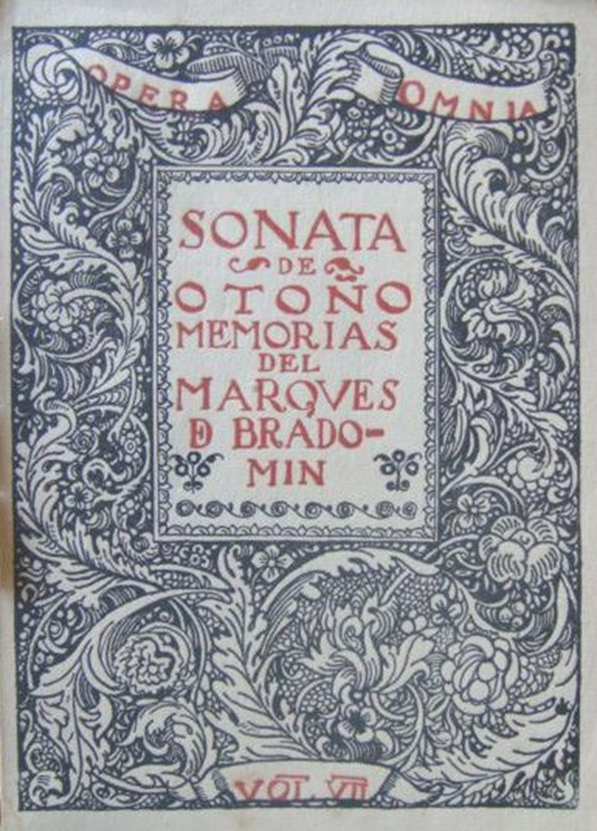 OPERA OMNIA
SONATA
DE
OTOÑO
MEMORIAS
DEL
MARQVES
D BRADO-
MIN
VOL. VII